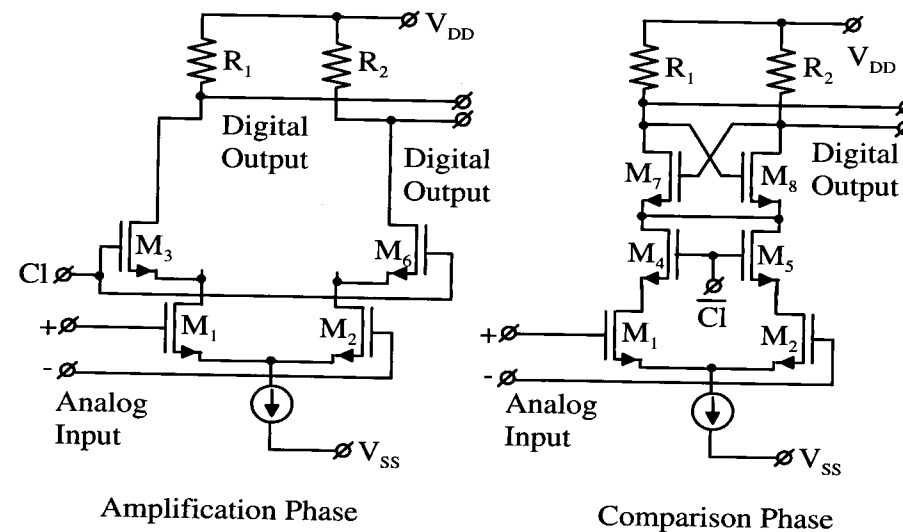 V_DD
R_1
R_2
Digital
Output
Digital
Output
M_3
M_6
Cl
+
M_1
M_2
-
Analog
Input
V_SS
Amplification Phase
V_DD
R_1
R_2
Digital
Output
M_7
M_8
M_4
M_5
C̅l̅
+
M_1
M_2
-
Analog
Input
V_SS
Comparison Phase